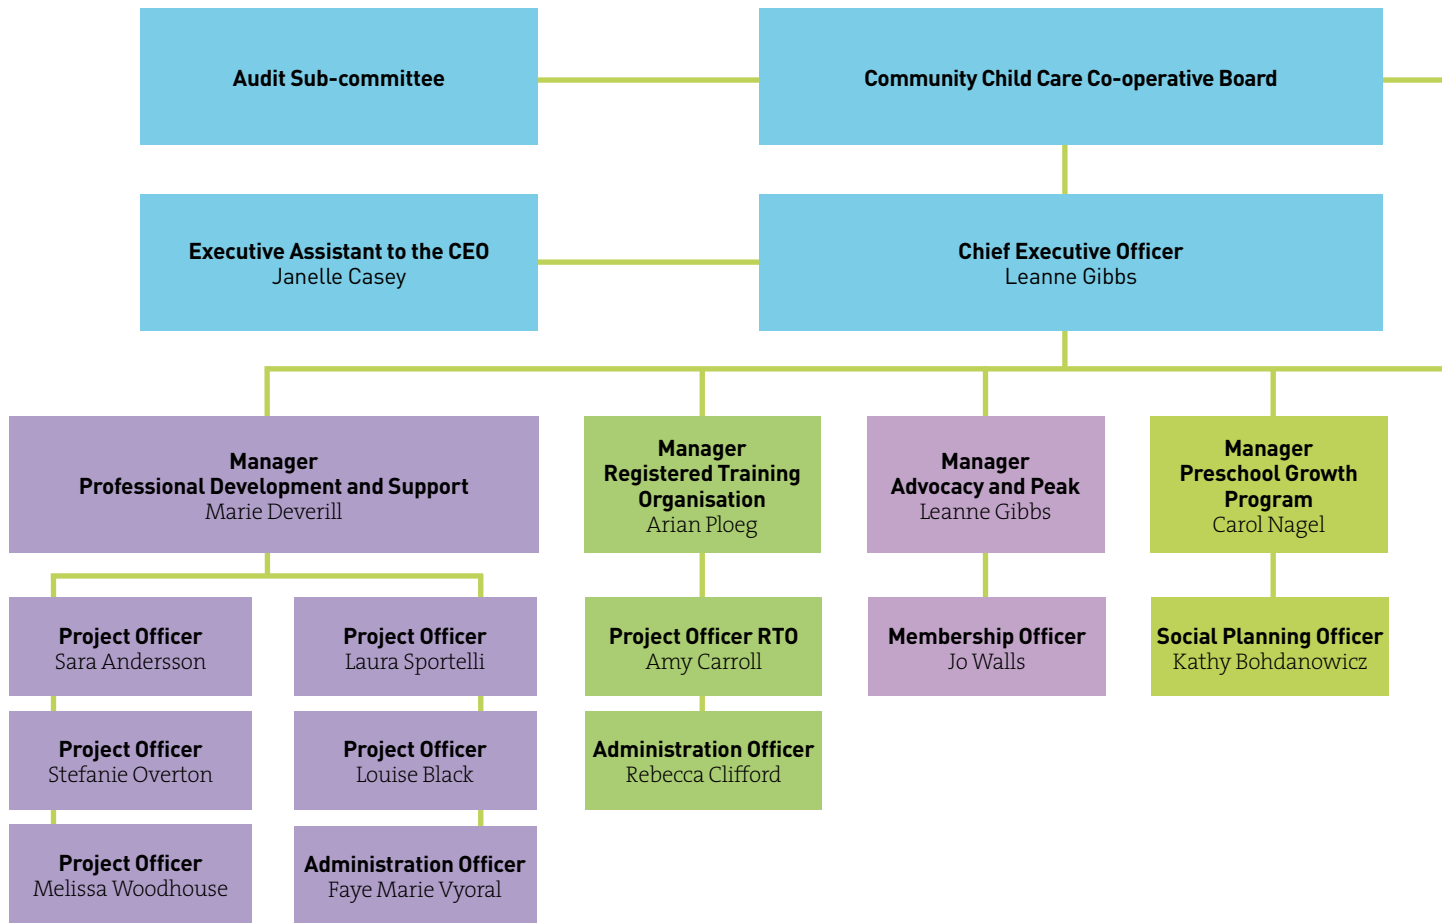 Audit Sub-committee
Community Child Care Co-operative Board
Executive Assistant to the CEO
Janelle Casey
Chief Executive Officer
Leanne Gibbs
Manager
Professional Development and Support
Marie Deverill
Manager
Registered Training
Organisation
Arian Ploeg
Manager
Advocacy and Peak
Leanne Gibbs
Manager
Preschool Growth
Program
Carol Nagel
Project Officer
Sara Andersson
Project Officer
Laura Sportelli
Project Officer RTO
Amy Carroll
Membership Officer
Jo Walls
Social Planning Officer
Kathy Bohdanowicz
Project Officer
Stefanie Overton
Project Officer
Louise Black
Administration Officer
Rebecca Clifford
Project Officer
Melissa Woodhouse
Administration Officer
Faye Marie Vyoral